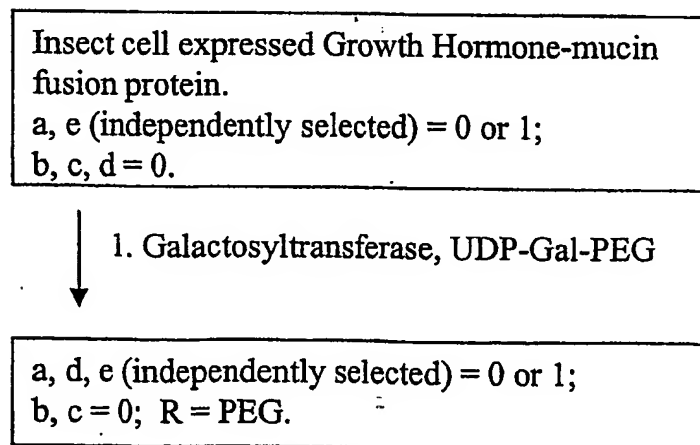 Insect cell expressed Growth Hormone-mucin
fusion protein.
a, e (independently selected) = 0 or 1;
b, c, d = 0.
1. Galactosyltransferase, UDP-Gal-PEG
a, d, e (independently selected) = 0 or 1;
b, c = 0; R = PEG.